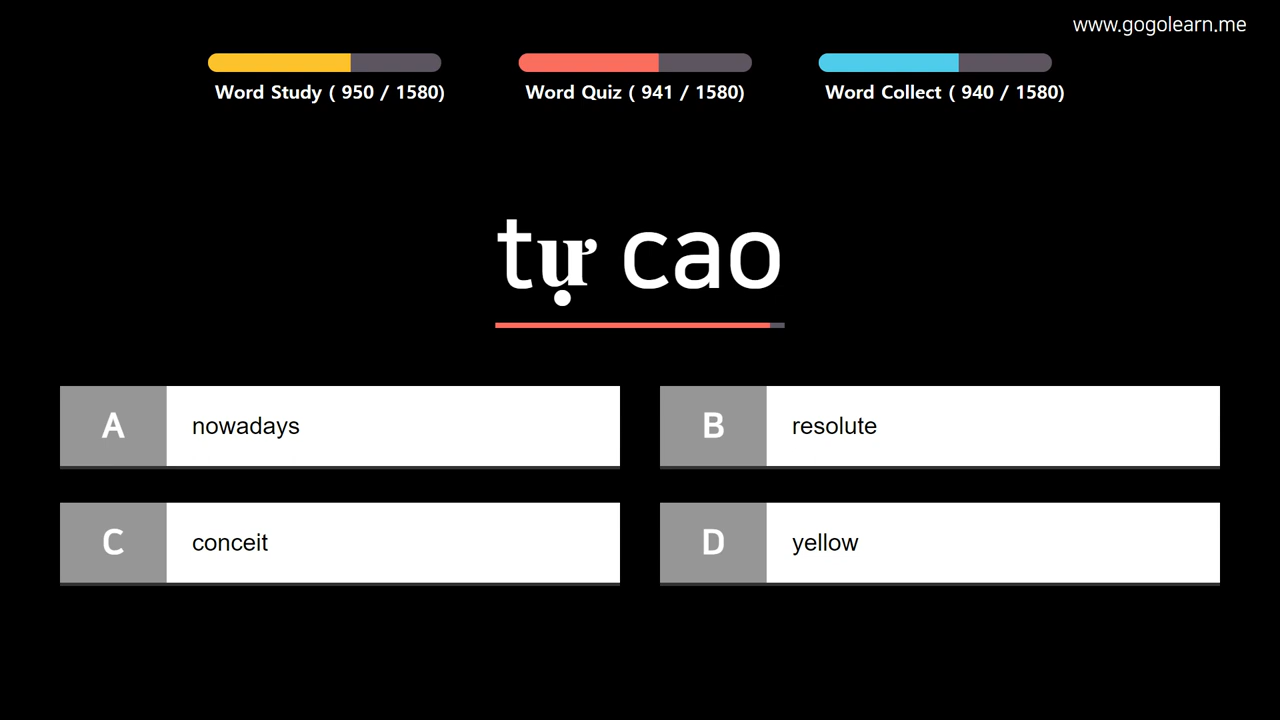 www.gogolearn.me
Word Study ( 950 / 1580)
Word Quiz ( 941 / 1580)
Word Collect ( 940 / 1580)
tự cao
A
nowadays
B
resolute
C
conceit
D
yellow